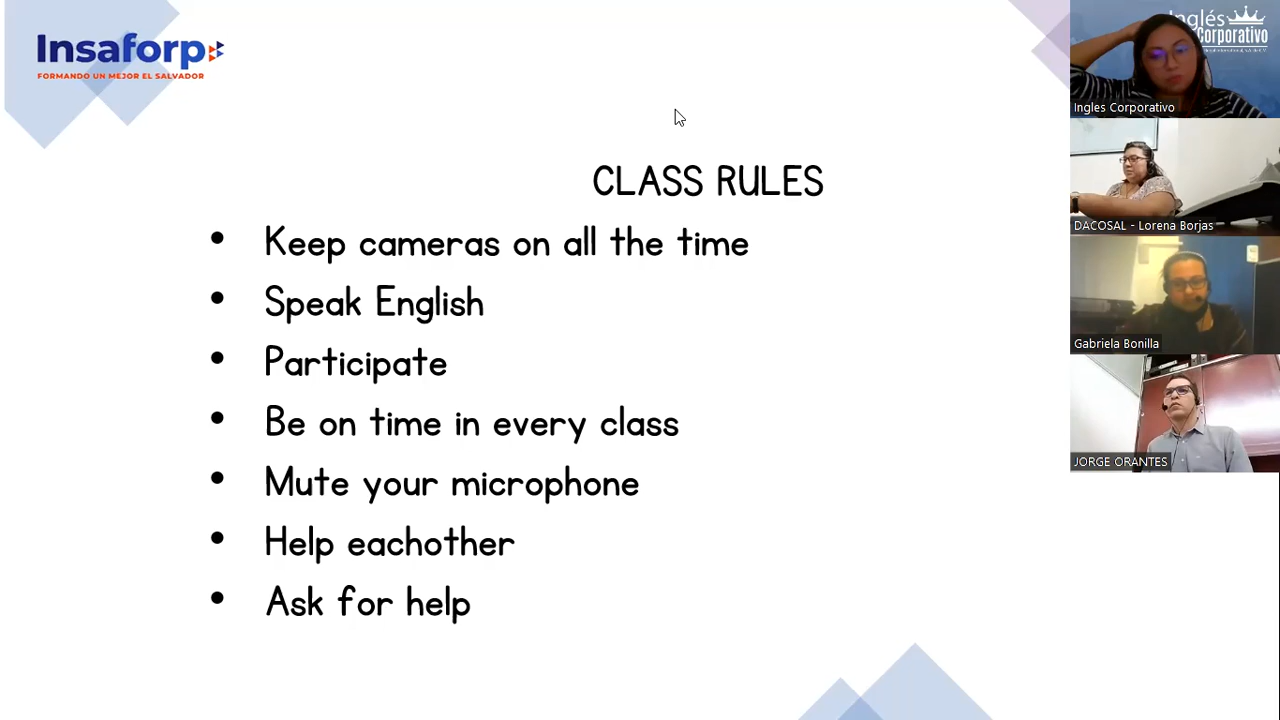 Insaforp
FORMANDO UN MEJOR EL SALVADOR
CLASS RULES
• Keep cameras on all the time
• Speak English
• Participate
• Be on time in every class
• Mute your microphone
• Help eachother
• Ask for help
Inglés
Corporativo
Ingles Corporativo
DACOSAL - Lorena Borjas
Gabriela Bonilla
JORGE ORANTES